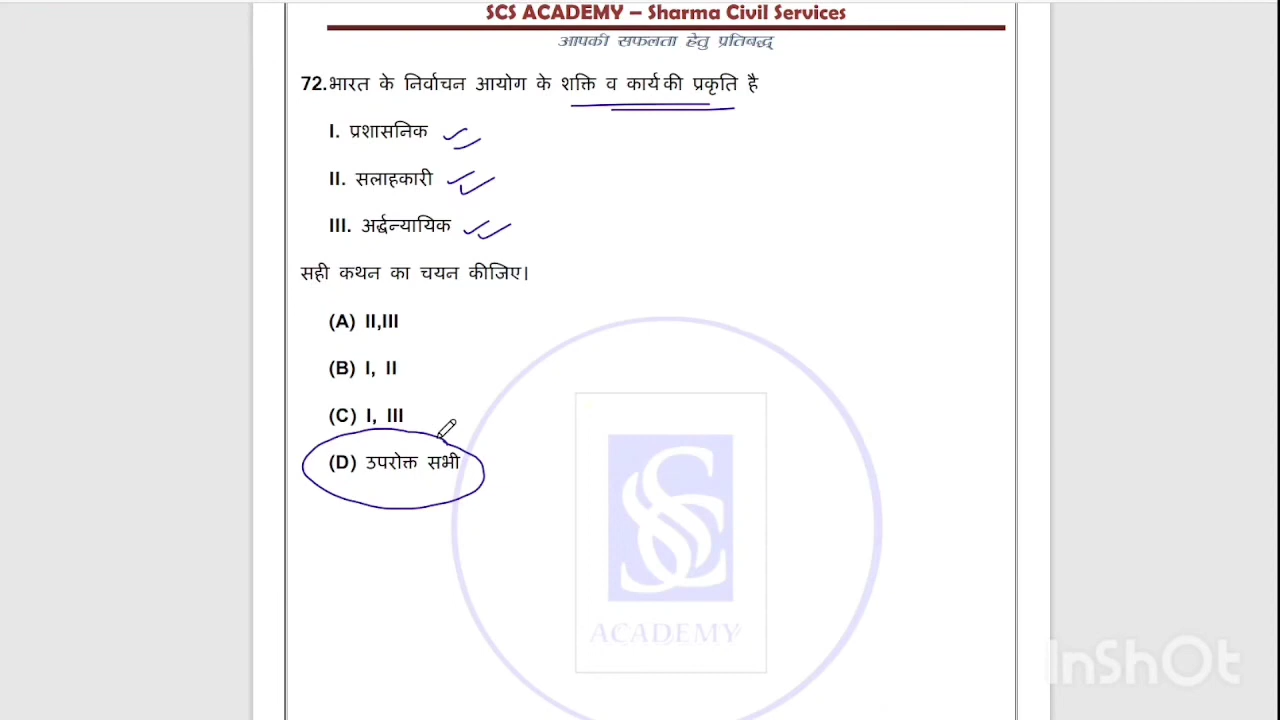 SCS ACADEMY – Sharma Civil Services
आपकी सफलता हेतु प्रतिबद्ध
72.भारत के निर्वाचन आयोग के शक्ति व कार्य की प्रकृति है
I. प्रशासनिक
II. सलाहकारी
III. अर्द्धन्यायिक
सही कथन का चयन कीजिए।
(A) II,III
(B) I, II
(C) I, III
(D) उपरोक्त सभी
ACADEMY
InShOt